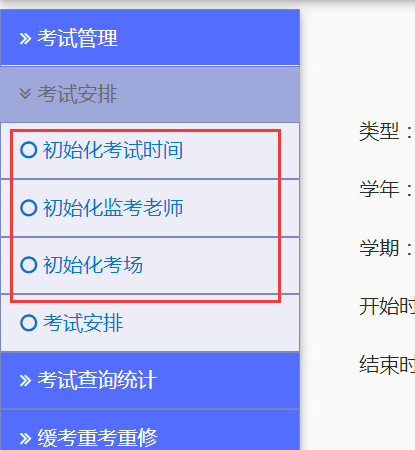 考试管理
考试安排
初始化考试时间
初始化监考老师
初始化考场
考试安排
考试查询统计
缓考重考重修
类型：
学年：
学期：
开始时
结束时